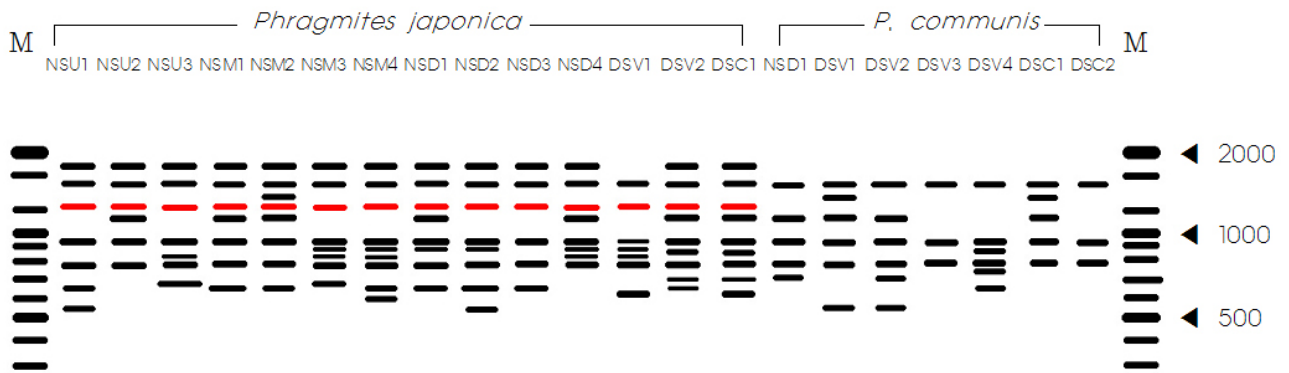 Phragmites japonica P. communis
M M
NSU1 NSU2 NSU3 NSM1 NSM2 NSM3 NSM4 NSD1 NSD2 NSD3 NSD4 DSV1 DSV2 DSC1 NSD1 DSV1 DSV2 DSV3 DSV4 DSC1 DSC2
2000
1000
500